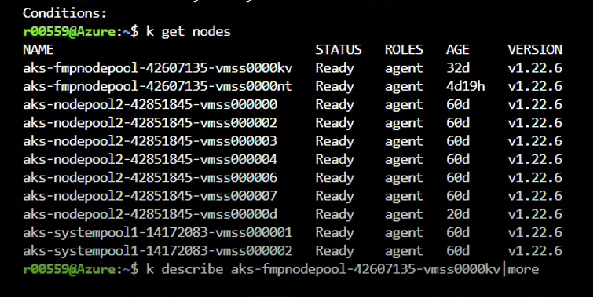 Conditions:
r00559@Azure:~$ k get nodes
NAME STATUS ROLES AGE VERSION
aks-fmpnodepool-42607135-vmss0000kv Ready agent 32d v1.22.6
aks-fmpnodepool-42607135-vmss0000nt Ready agent 4d19h v1.22.6
aks-nodepool2-42851845-vmss000000 Ready agent 60d v1.22.6
aks-nodepool2-42851845-vmss000002 Ready agent 60d v1.22.6
aks-nodepool2-42851845-vmss000003 Ready agent 60d v1.22.6
aks-nodepool2-42851845-vmss000004 Ready agent 60d v1.22.6
aks-nodepool2-42851845-vmss000006 Ready agent 60d v1.22.6
aks-nodepool2-42851845-vmss000007 Ready agent 60d v1.22.6
aks-nodepool2-42851845-vmss00000d Ready agent 20d v1.22.6
aks-systempool1-14172083-vmss000001 Ready agent 60d v1.22.6
aks-systempool1-14172083-vmss000002 Ready agent 60d v1.22.6
r00559@Azure:~$ k describe aks-fmpnodepool-42607135-vmss0000kv|more